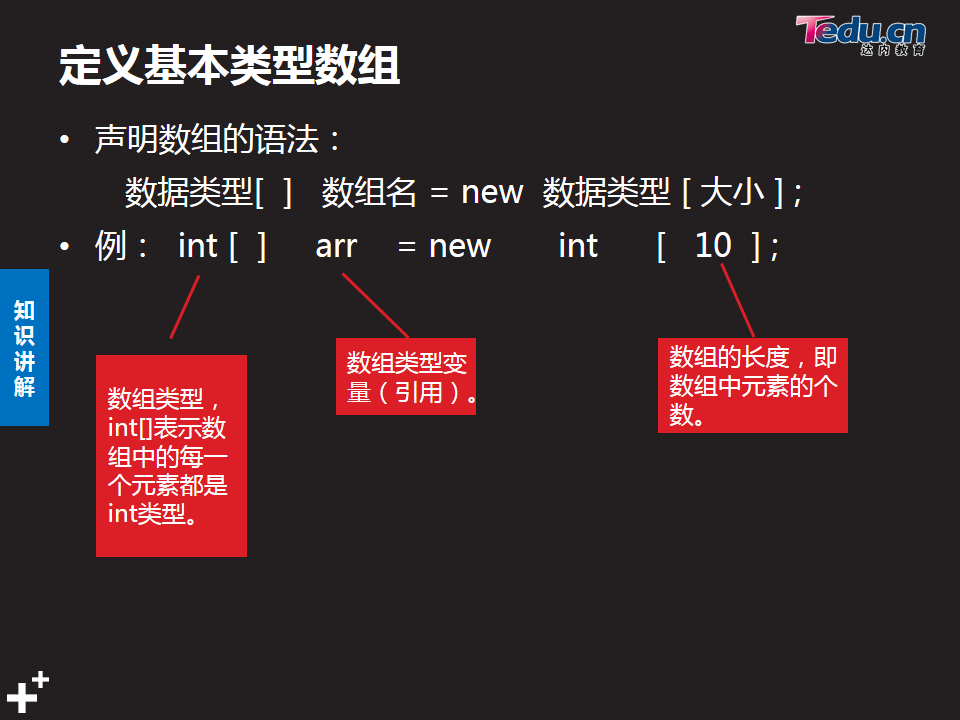 Tedu.cn
达内教育
定义基本类型数组
• 声明数组的语法：
数据类型[ ] 数组名 = new 数据类型 [ 大小 ] ;
• 例： int [ ] arr = new int [ 10 ] ;
知
识
讲
解
数组类型，
int[]表示数
组中的每一
个元素都是
int类型。
数组类型变
量（引用）。
数组的长度，即
数组中元素的个
数。